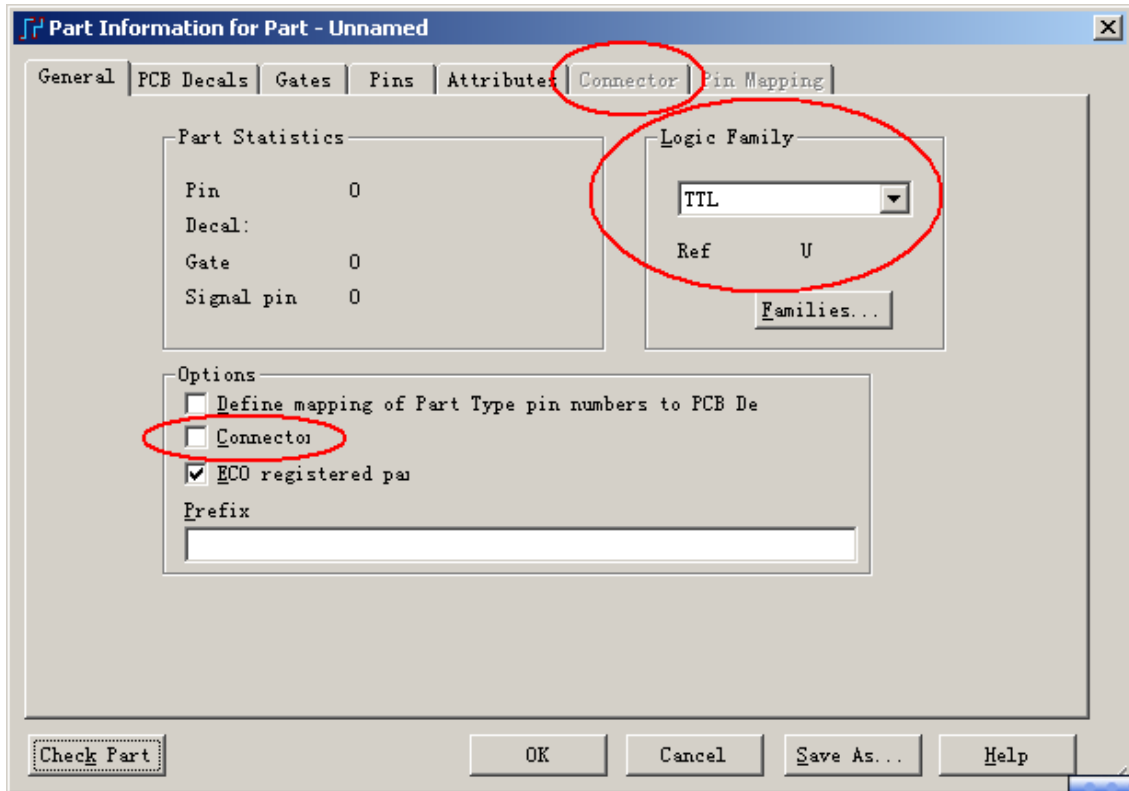 Part Information for Part - Unnamed
General PCB Decals Gates Pins Attributes Connector Pin Mapping
Part Statistics
Pin 0
Decal:
Gate 0
Signal pin 0
Logic Family
TTL
Ref U
Families...
Options
Define mapping of Part Type pin numbers to PCB De
Connector
ECO registered par
Prefix
Check Part OK Cancel Save As... Help